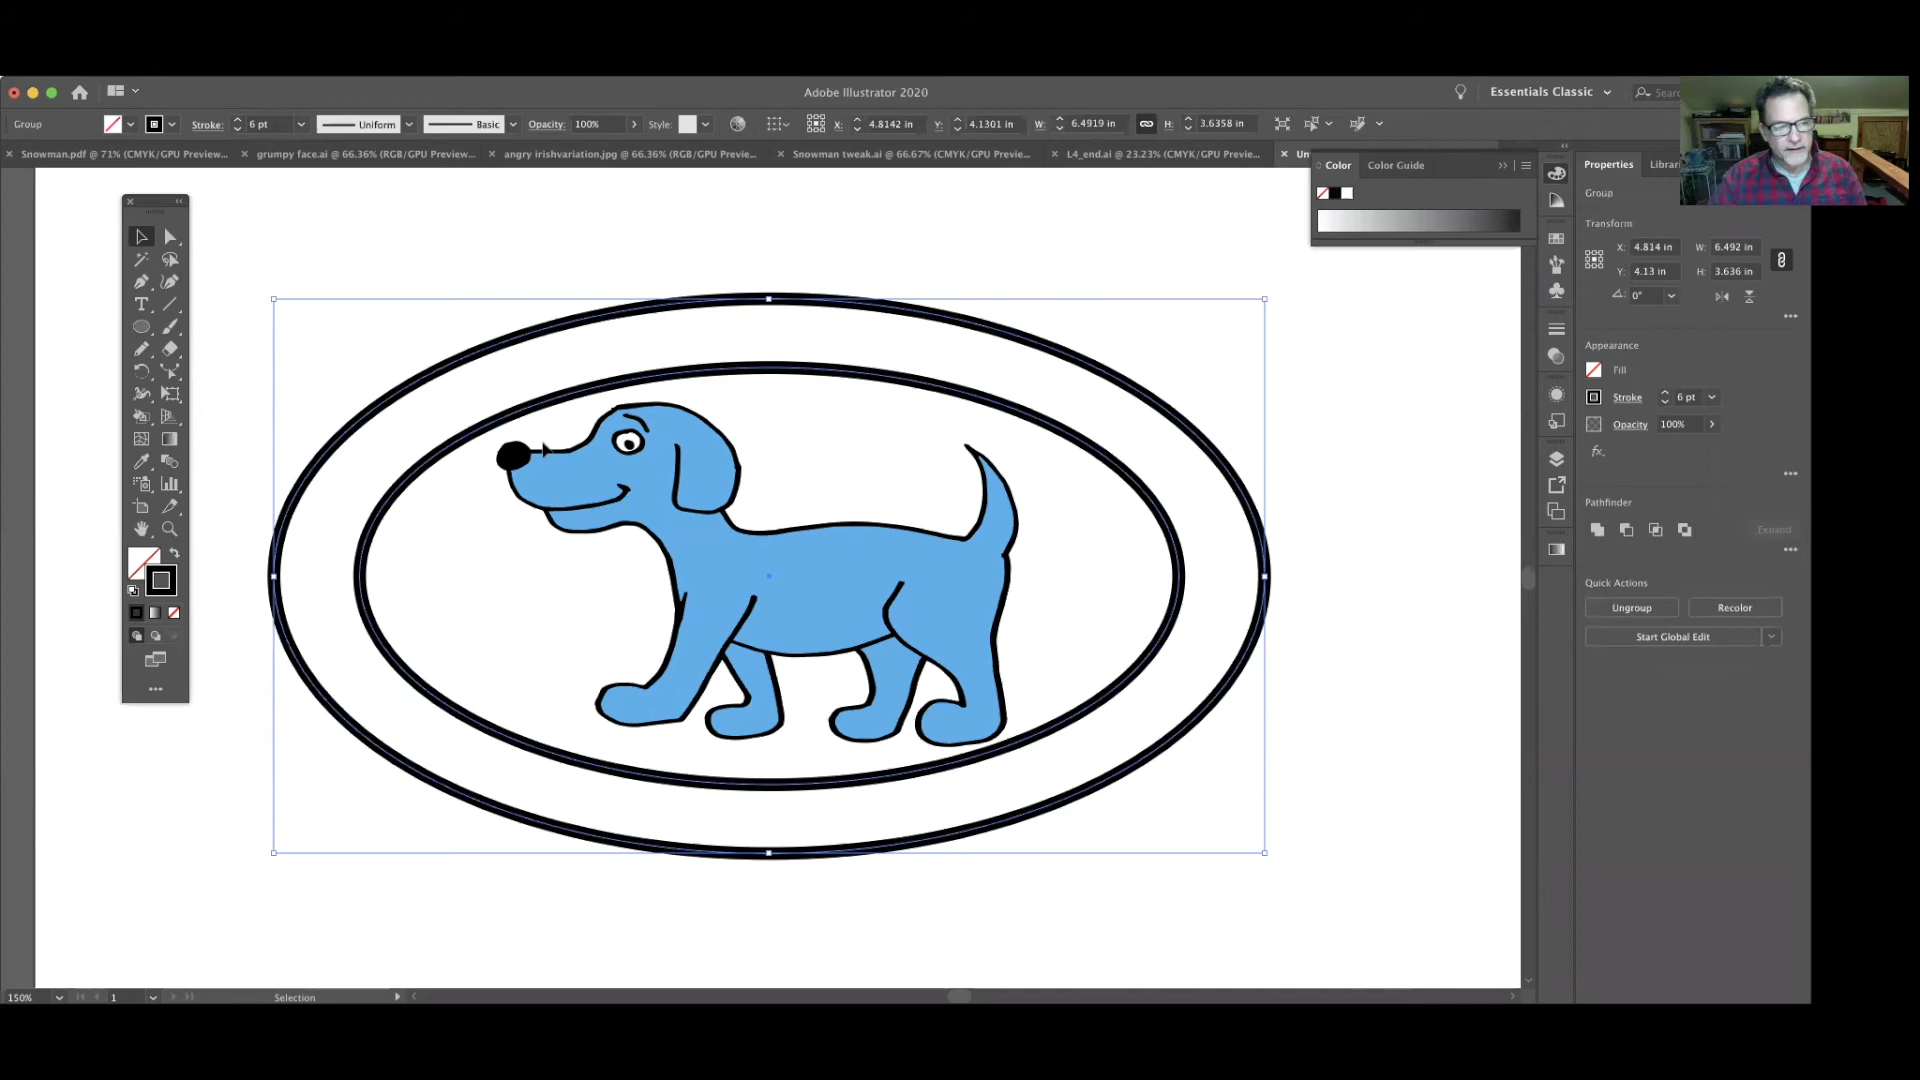 Adobe Illustrator 2020
Essentials Classic
Group
Stroke:
6 pt
Uniform
Basic
Opacity:
100%
Style:
X:
4.8142 in
Y:
4.1301 in
W:
6.4919 in
H:
3.6358 in
Snowman.pdf @ 71% (CMYK/GPU Preview...
grumpy face.ai @ 66.36% (RGB/GPU Preview...
angry irishvariation.jpg @ 66.36% (RGB/GPU Previe...
Snowman tweak.ai @ 66.67% (CMYK/GPU Preview...
L4_end.ai @ 23.23% (CMYK/GPU Previe...
Color
Color Guide
Properties
Group
Transform
X:
4.814 in
W:
6.492 in
Y:
4.13 in
H:
3.636 in
0°
Appearance
Fill
Stroke
6 pt
Opacity
100%
fx.
Pathfinder
Expand
Quick Actions
Ungroup
Recolor
Start Global Edit
150%
1
Selection